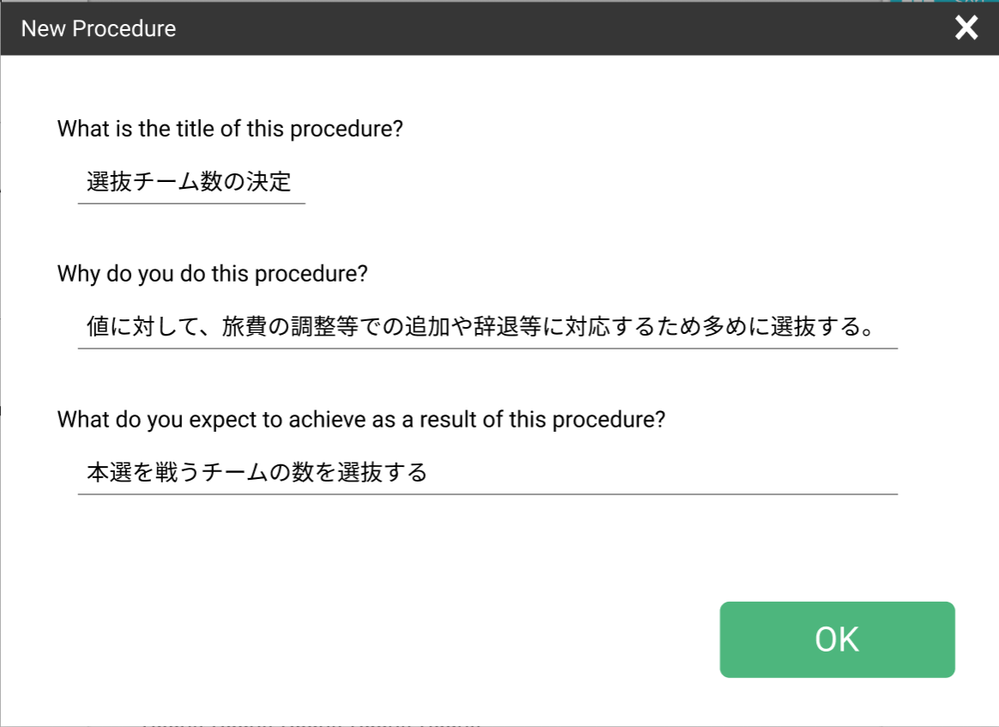 New Procedure
What is the title of this procedure?
選抜チーム数の決定
Why do you do this procedure?
値に対して、旅費の調整等での追加や辞退等に対応するため多めに選抜する。
What do you expect to achieve as a result of this procedure?
本選を戦うチームの数を選抜する
OK